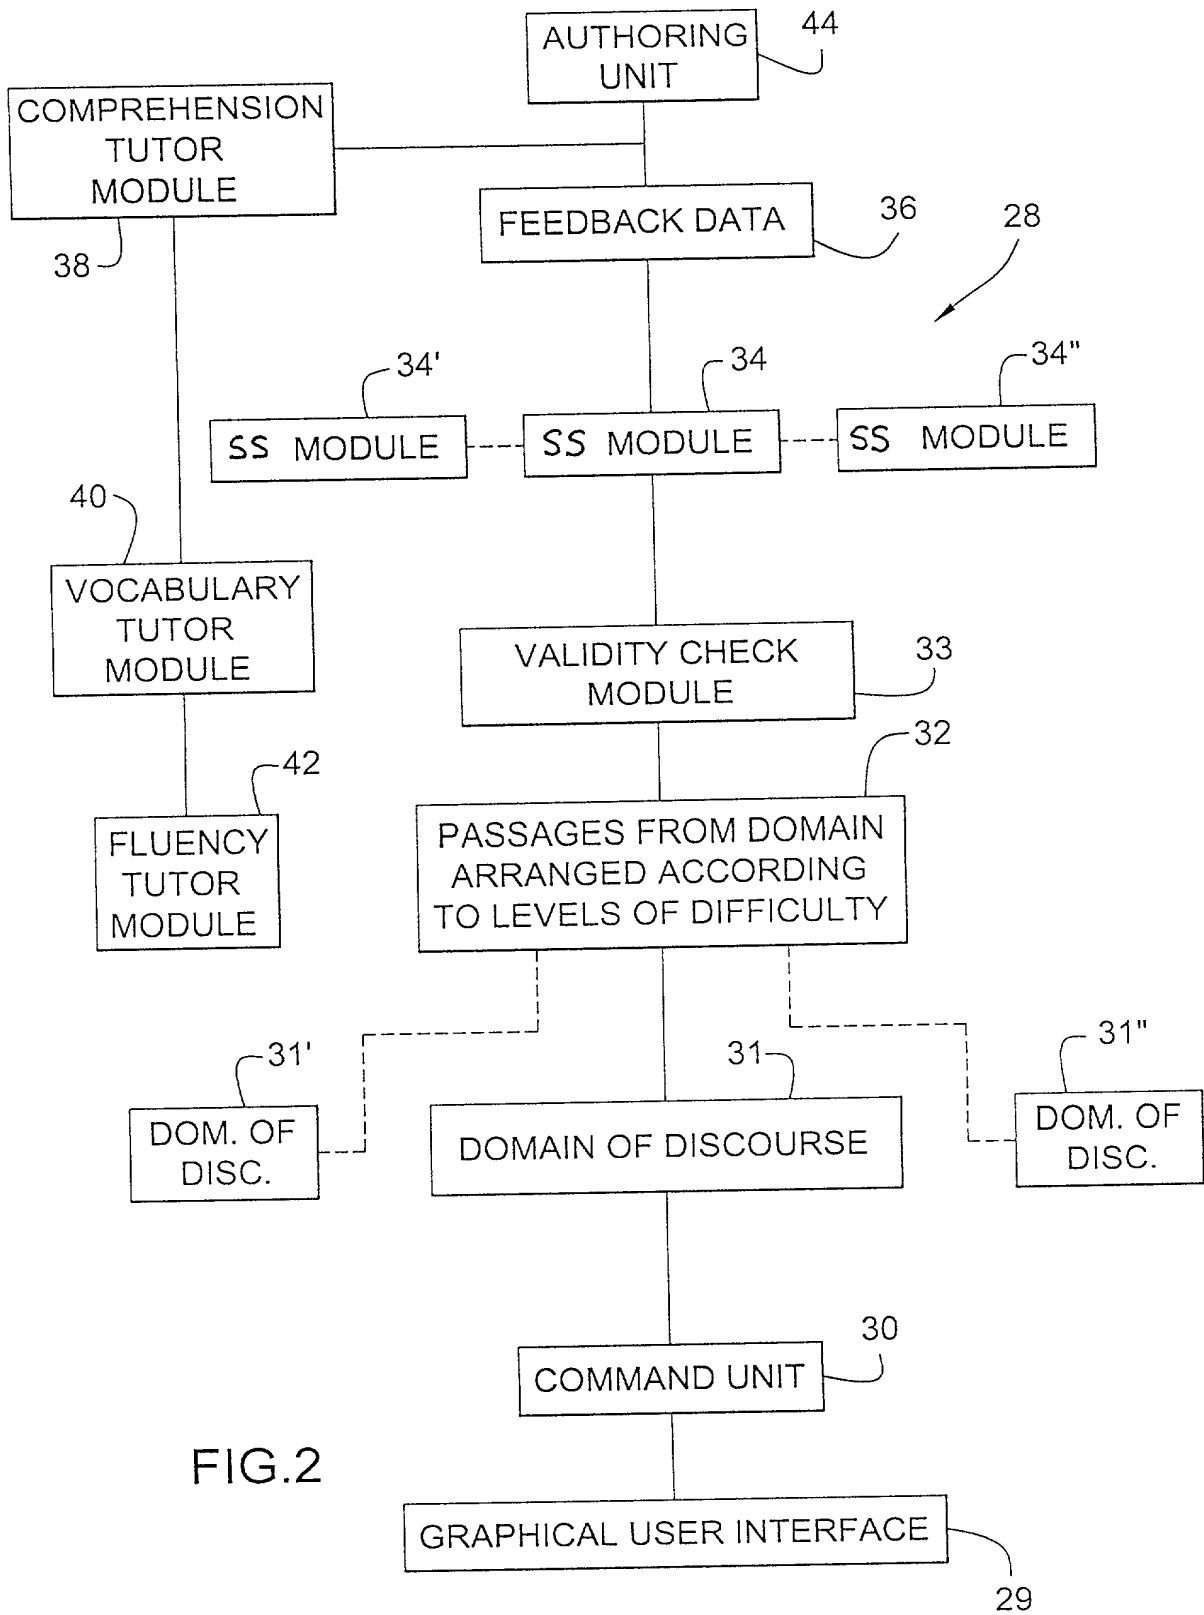 44
AUTHORING
UNIT
COMPREHENSION
TUTOR
MODULE
38
FEEDBACK DATA
36
28
34'
34
34"
SS MODULE
SS MODULE
SS MODULE
40
VOCABULARY
TUTOR
MODULE
VALIDITY CHECK
MODULE
33
32
42
FLUENCY
TUTOR
MODULE
PASSAGES FROM DOMAIN
ARRANGED ACCORDING
TO LEVELS OF DIFFICULTY
31'
31
31"
DOM. OF
DISC.
DOMAIN OF DISCOURSE
DOM. OF
DISC.
30
COMMAND UNIT
FIG.2
GRAPHICAL USER INTERFACE
29